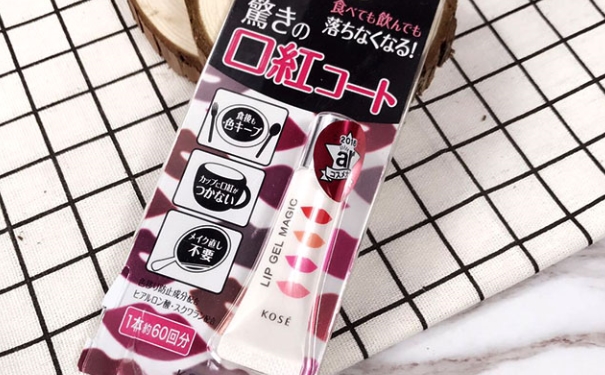 驚きの
食べても飲んでも
落ちなくなる!
口紅コート
食後も
色キープ
カップに口紅が
つかない
メイク直し
不要
ヒアルロン酸・スクワラン配合
1本約60回分
2018
a
コスメ
LIP GEL MAGIC
KOSÉ